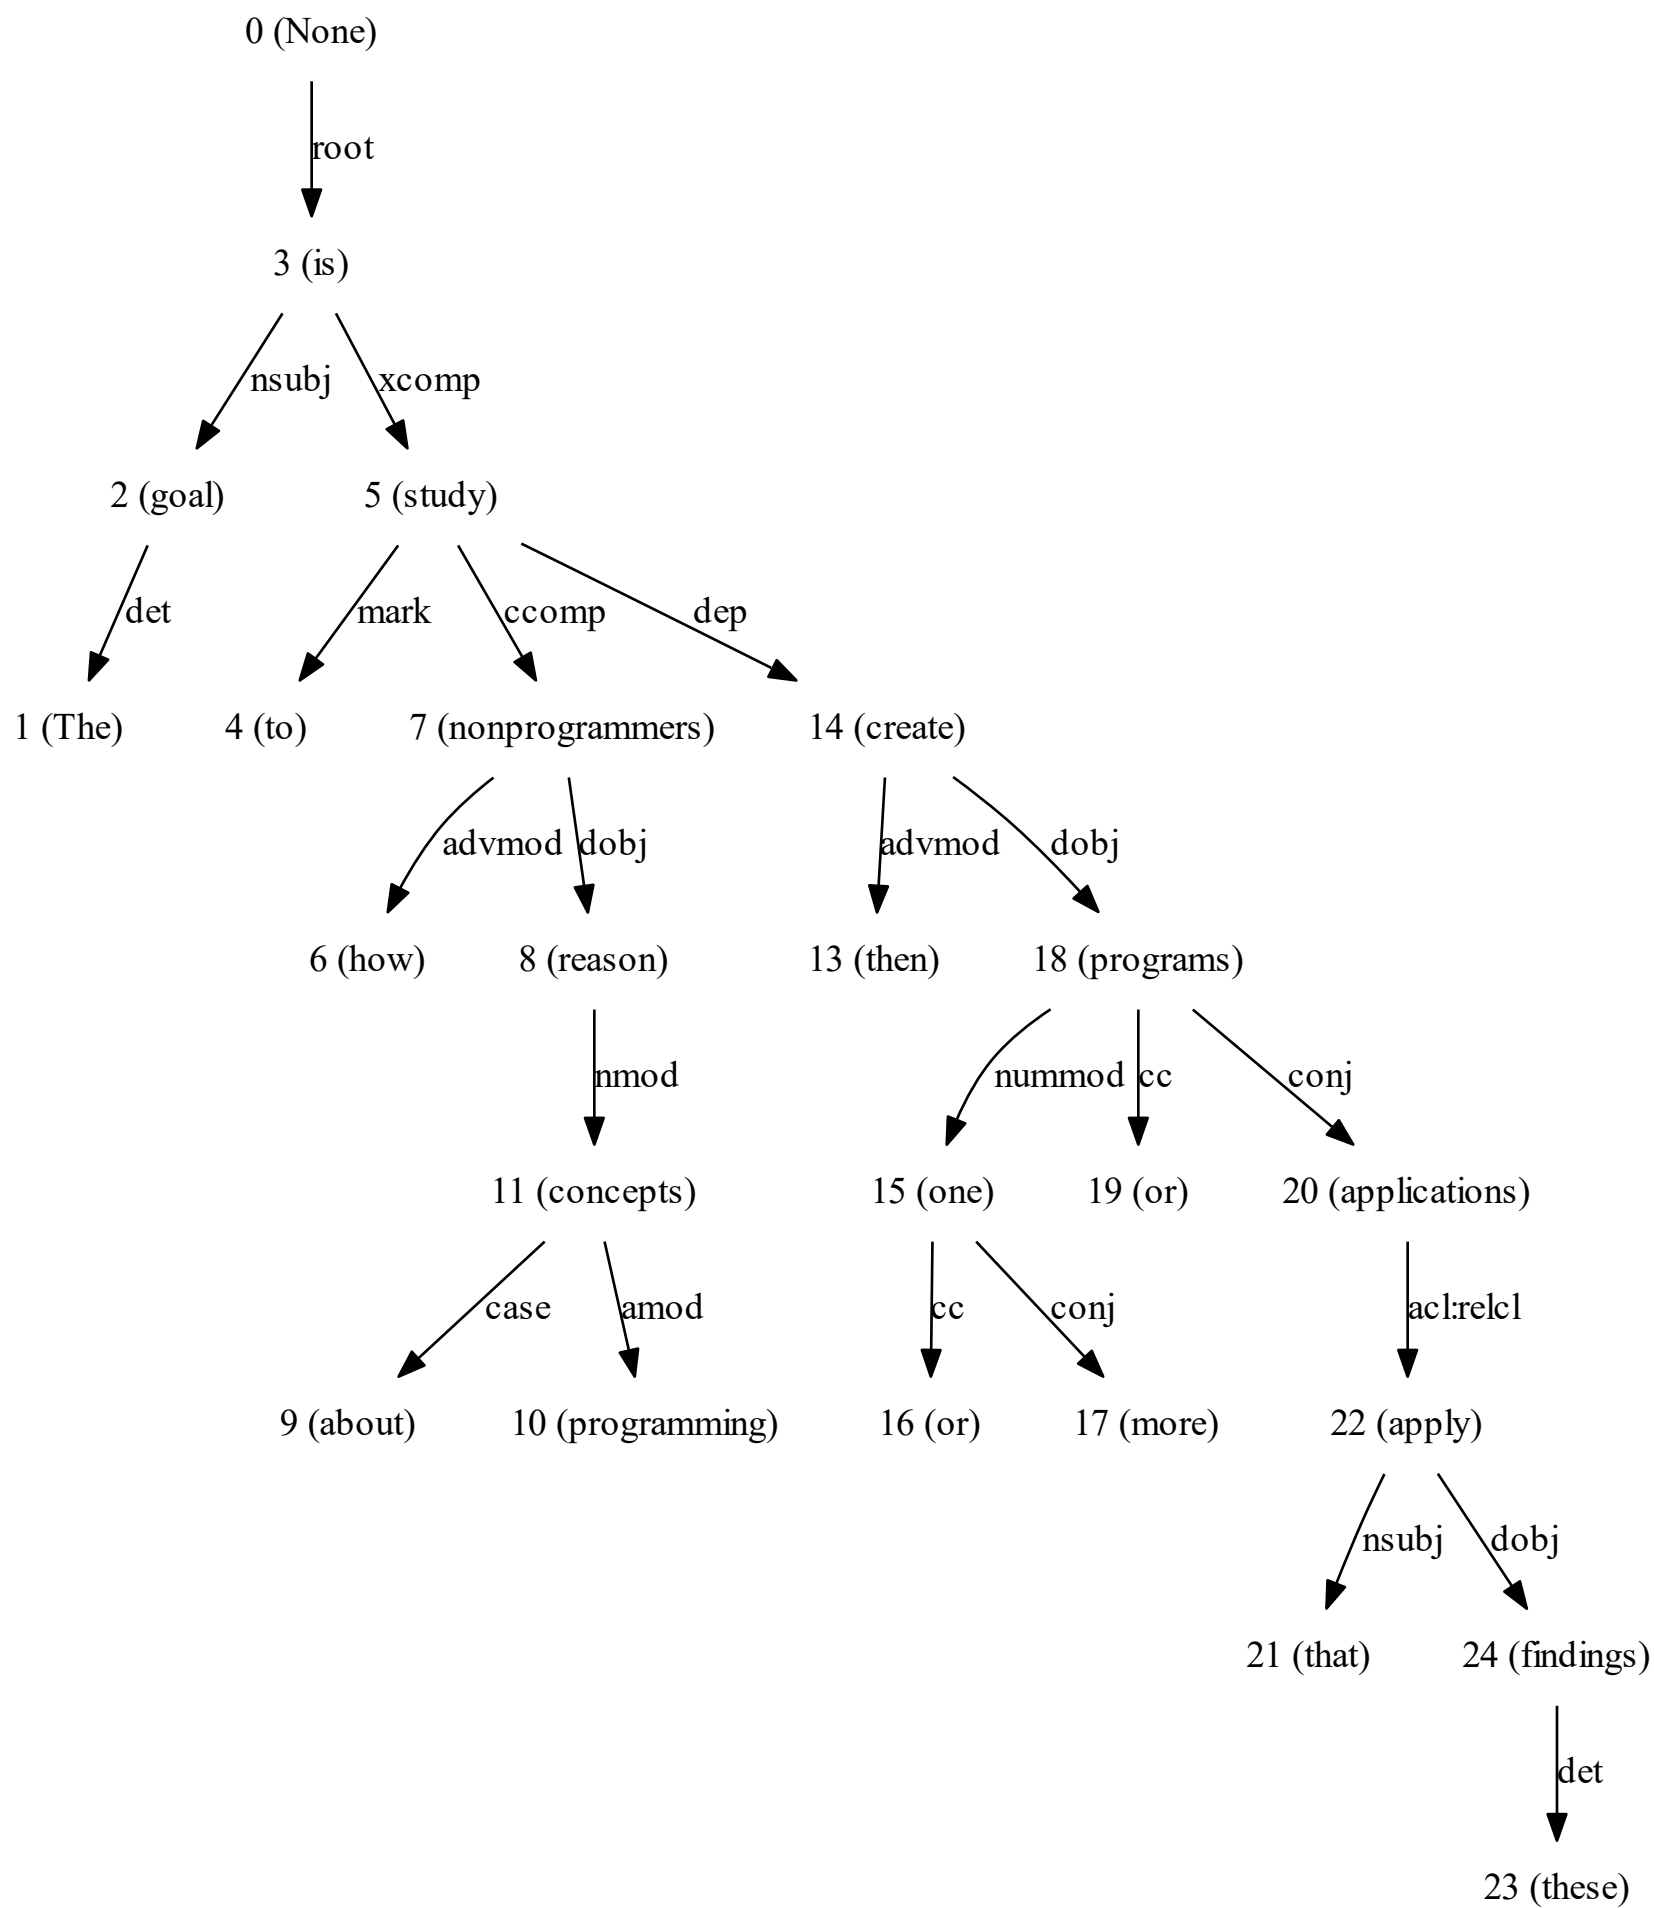 0 (None)
root
3 (is)
nsubj xcomp
2 (goal) 5 (study)
det mark ccomp dep
1 (The) 4 (to) 7 (nonprogrammers) 14 (create)
advmod dobj advmod dobj
6 (how) 8 (reason) 13 (then) 18 (programs)
nmod nummod cc conj
11 (concepts) 15 (one) 19 (or) 20 (applications)
case amod cc conj acl:relcl
9 (about) 10 (programming) 16 (or) 17 (more) 22 (apply)
nsubj dobj
21 (that) 24 (findings)
det
23 (these)